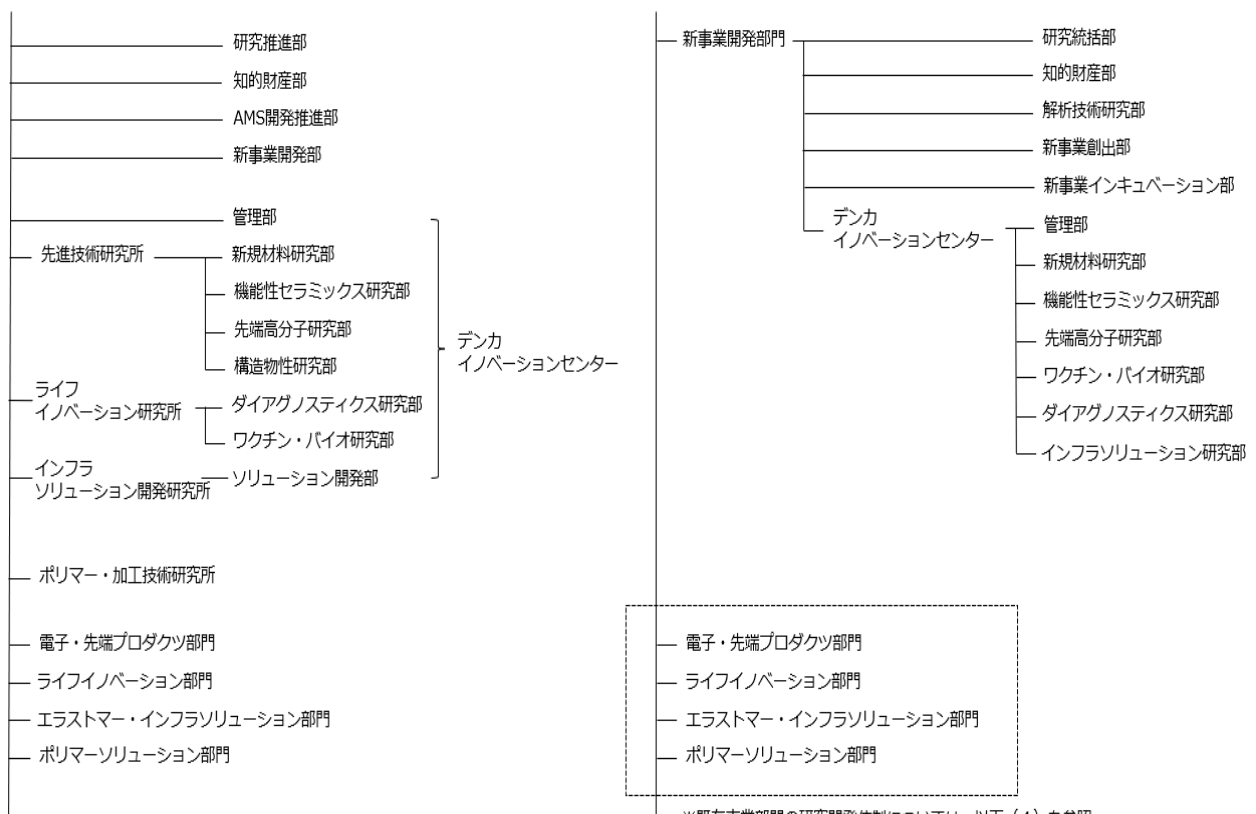 研究推進部
知的財産部
AMS開発推進部
新事業開発部
管理部
先進技術研究所
新規材料研究部
機能性セラミックス研究部
先端高分子研究部
構造物性研究部
デンカ
イノベーションセンター
ライフ
イノベーション研究所
ダイアグノスティクス研究部
ワクチン・バイオ研究部
インフラ
ソリューション開発研究所
ソリューション開発部
ポリマー・加工技術研究所
電子・先端プロダクツ部門
ライフイノベーション部門
エラストマー・インフラソリューション部門
ポリマーソリューション部門
新事業開発部門
研究統括部
知的財産部
解析技術研究部
新事業創出部
新事業インキュベーション部
デンカ
イノベーションセンター
管理部
新規材料研究部
機能性セラミックス研究部
先端高分子研究部
ワクチン・バイオ研究部
ダイアグノスティクス研究部
インフラソリューション研究部
電子・先端プロダクツ部門
ライフイノベーション部門
エラストマー・インフラソリューション部門
ポリマーソリューション部門